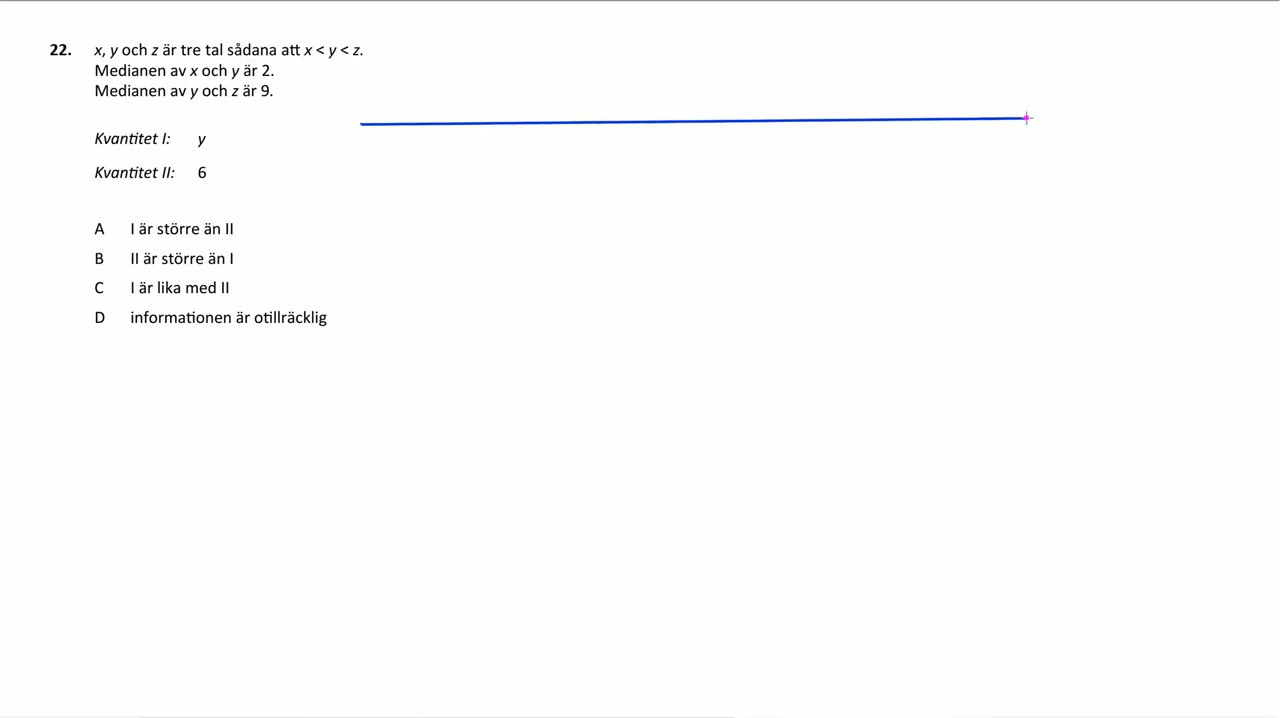 22. x, y och z är tre tal sådana att x < y < z.
Medianen av x och y är 2.
Medianen av y och z är 9.
Kvantitet I: y
Kvantitet II: 6
A I är större än II
B II är större än I
C I är lika med II
D informationen är otillräcklig